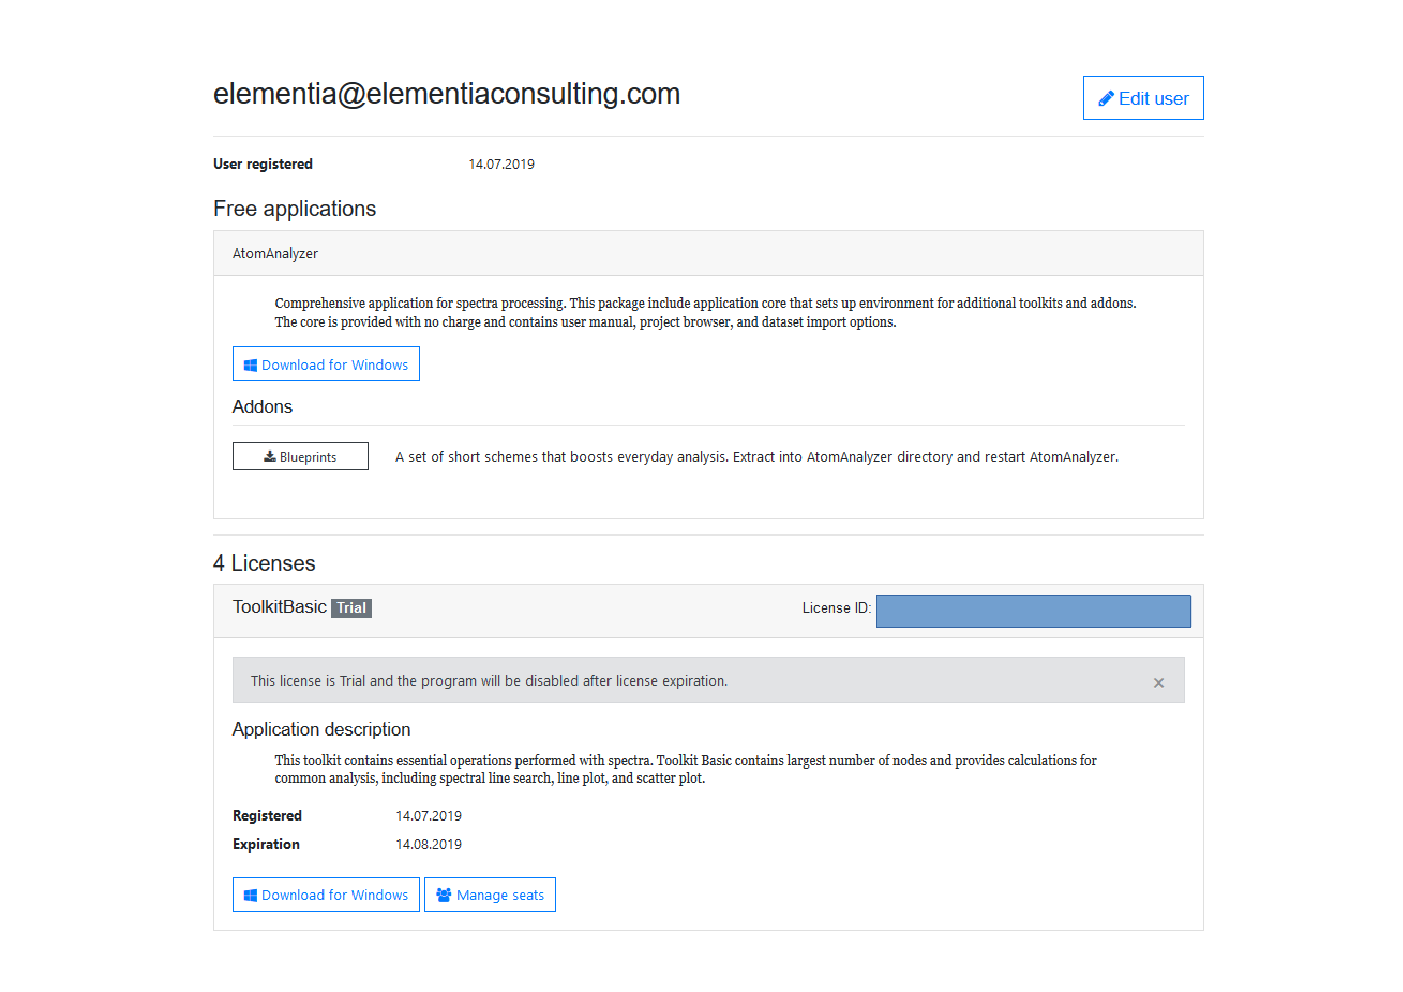 elementia@elementiaconsulting.com
Edit user
User registered 14.07.2019
Free applications
AtomAnalyzer
Comprehensive application for spectra processing. This package include application core that sets up environment for additional toolkits and addons.
The core is provided with no charge and contains user manual, project browser, and dataset import options.
Download for Windows
Addons
Blueprints A set of short schemes that boosts everyday analysis. Extract into AtomAnalyzer directory and restart AtomAnalyzer.
4 Licenses
ToolkitBasic Trial License ID:
This license is Trial and the program will be disabled after license expiration.
Application description
This toolkit contains essential operations performed with spectra. Toolkit Basic contains largest number of nodes and provides calculations for
common analysis, including spectral line search, line plot, and scatter plot.
Registered 14.07.2019
Expiration 14.08.2019
Download for Windows Manage seats